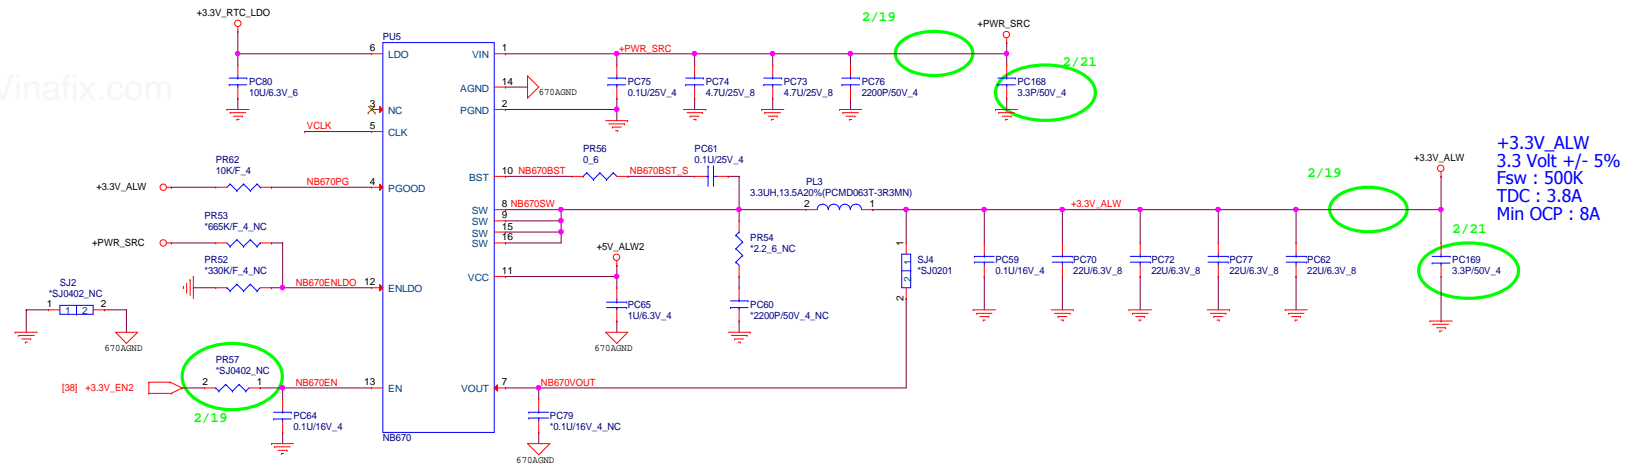 Vinafix.com
+3.3V_RTC_LDO
PC80
10U/6.3V_6
PU5
6
LDO
3
NC
VCLK
5
CLK
PR62
10K/F_4
+3.3V_ALW
NB670PG
4
PGOOD
PR53
*665K/F_4_NC
+PWR_SRC
PR52
*330K/F_4_NC
NB670ENLDO
12
ENLDO
SJ2
*SJ0402_NC
1
1
2
2
670AGND
PR57
*SJ0402_NC
[38] +3.3V_EN2
2
1
NB670EN
13
EN
2/19
PC64
0.1U/16V_4
NB670
VIN
1
+PWR_SRC
AGND
14
670AGND
PGND
2
PC75
0.1U/25V_4
PC74
4.7U/25V_8
PC73
4.7U/25V_8
PC76
2200P/50V_4
2/19
+PWR_SRC
2/21
PC168
3.3P/50V_4
BST
10
NB670BST
PR56
0_6
NB670BST_S
PC61
0.1U/25V_4
SW
8
NB670SW
SW
9
SW
15
SW
16
PL3
3.3UH,13.5A20%(PCMD063T-3R3MN)
2
1
+3.3V_ALW
PR54
*2.2_6_NC
PC60
*2200P/50V_4_NC
+5V_ALW2
VCC
11
PC65
1U/6.3V_4
670AGND
1
SJ4
*SJ0201
1
2
2
VOUT
7
NB670VOUT
PC79
*0.1U/16V_4_NC
670AGND
PC59
0.1U/16V_4
PC70
22U/6.3V_8
PC72
22U/6.3V_8
PC77
22U/6.3V_8
PC62
22U/6.3V_8
2/19
+3.3V_ALW
2/21
PC169
3.3P/50V_4
+3.3V_ALW
3.3 Volt +/- 5%
Fsw : 500K
TDC : 3.8A
Min OCP : 8A